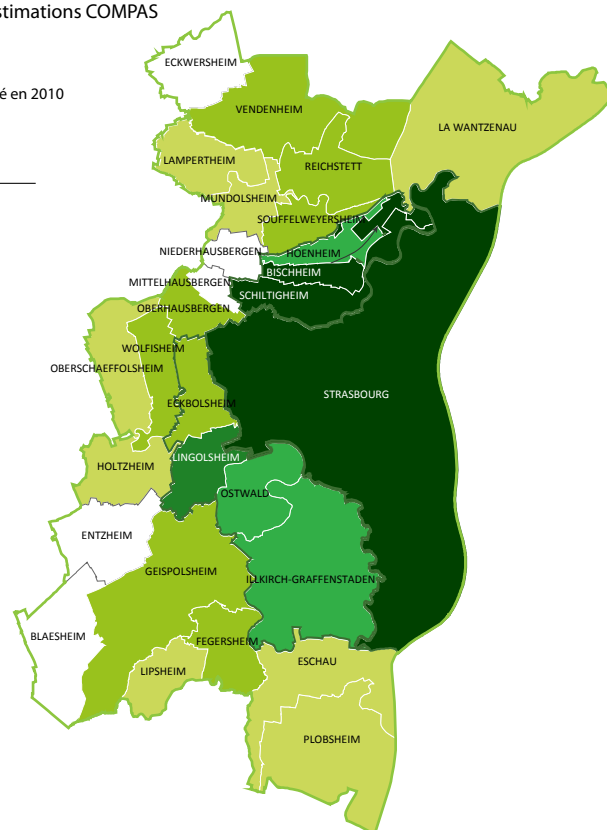 stimations COMPAS
ECKWERSHEIM
é en 2010
VENDENHEIM
LA WANTZENAU
LAMPERTHEIM
REICHSTETT
MUNDOLSHEIM
SOUFFELWEYERSHEIM
NIEDERHAUSBERGEN
HOENHEIM
BISCHHEIM
MITTELHAUSBERGEN
SCHILTIGHEIM
OBERHAUSBERGEN
WOLFISHEIM
OBERSCHAEFFOLSHEIM
STRASBOURG
ECKBOLSHEIM
LINGOLSHEIM
HOLTZHEIM
OSTWALD
ENTZHEIM
GEISPOLSHEIM
ILLKIRCH-GRAFFENSTADEN
BLAESHEIM
FEGERSHEIM
ESCHAU
LIPSHEIM
PLOBSHEIM